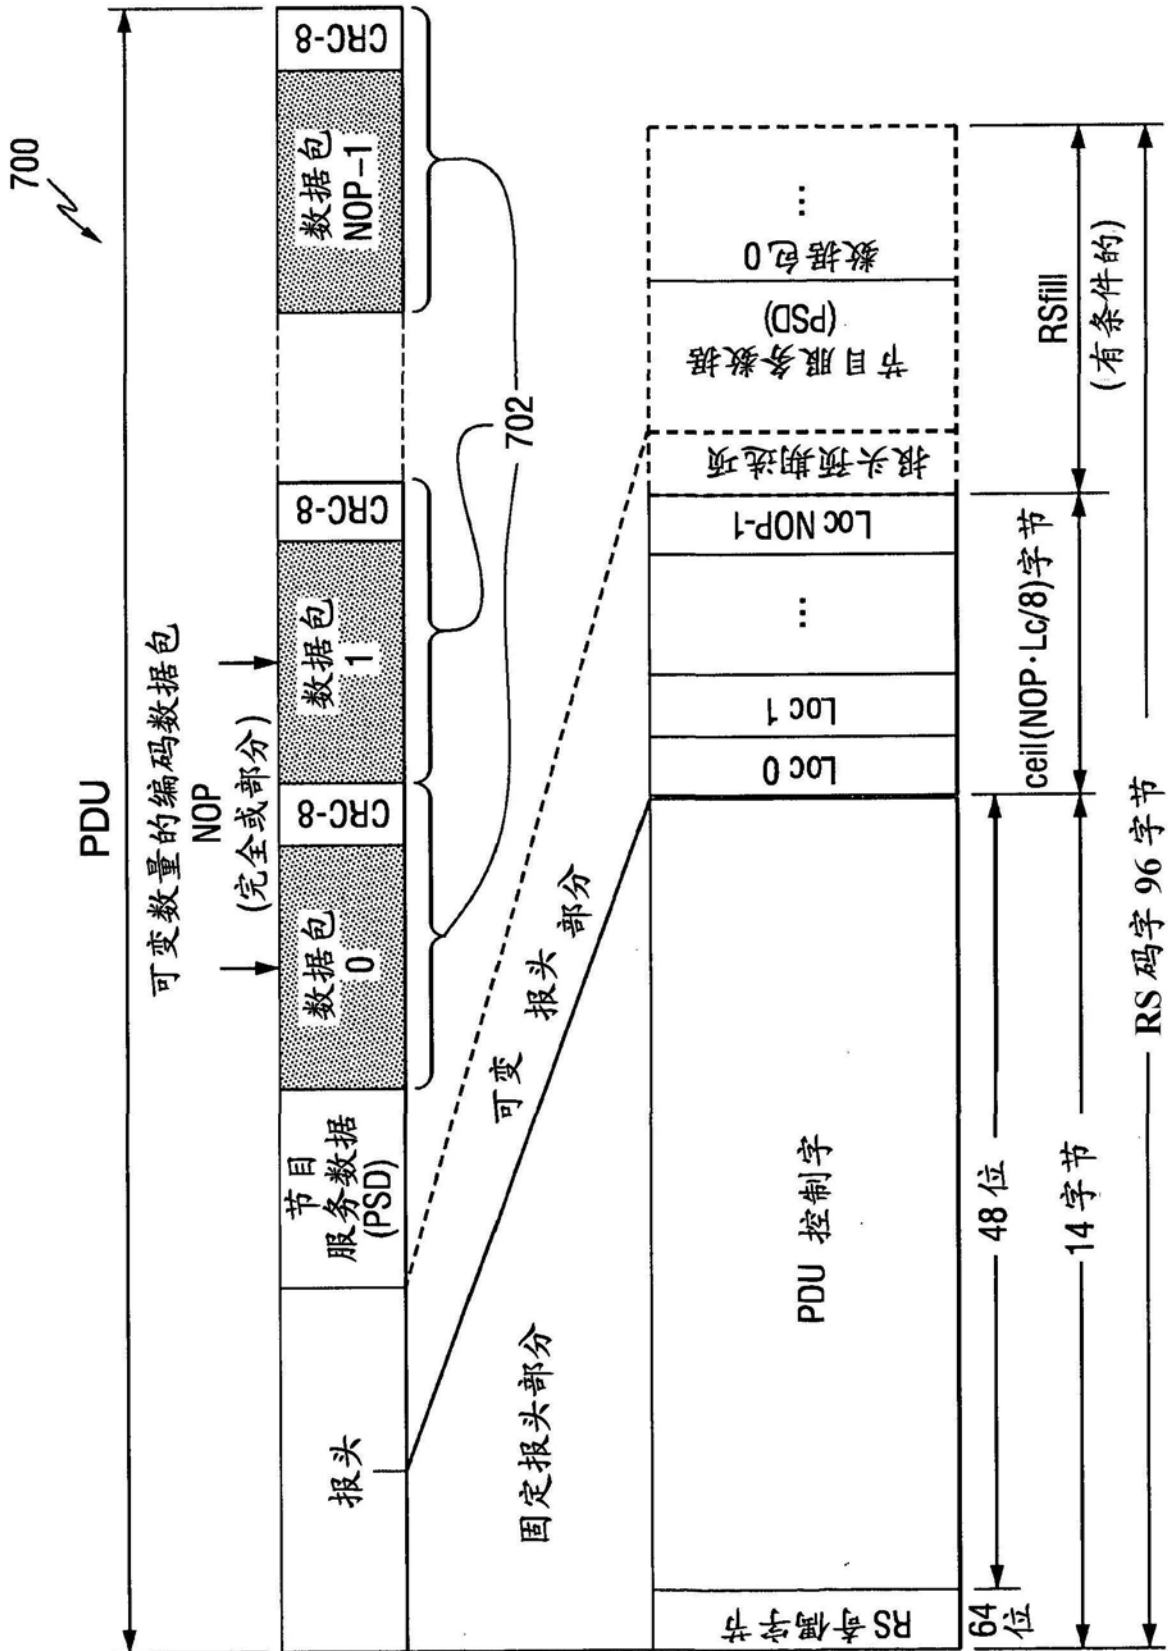 700
PDU
可变数量的编码数据包
NOP
(完全或部分)
报头
节目
服务数据
(PSD)
数据包
0
CRC-8
数据包
1
CRC-8
数据包
NOP-1
CRC-8
702
固定报头部分
可变 报头 部分
RS奇偶字节
PDU 控制字
Loc 0
Loc 1
...
Loc NOP-1
报头预期选项
节目服务数据
(PSD)
数据包0
...
64
位
48 位
14 字节
ceil(NOP·Lc/8)字节
RSfill
(有条件的)
RS 码字 96 字节